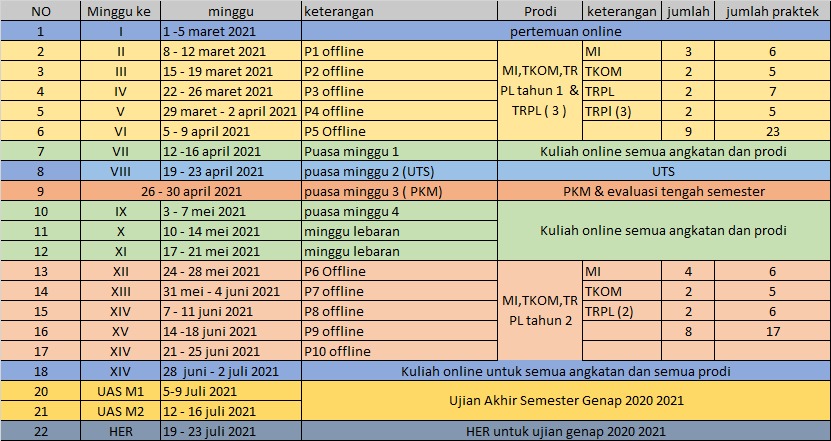 NO Minggu ke minggu keterangan Prodi keterangan jumlah jumlah praktek
1 I 1 -5 maret 2021 pertemuan online
2 II 8 - 12 maret 2021 P1 offline MI 3 6
3 III 15 - 19 maret 2021 P2 offline MI,TKOM,TR TKOM 2 5
4 IV 22 - 26 maret 2021 P3 offline PL tahun 1 & TRPL 2 7
5 V 29 maret - 2 april 2021 P4 offline TRPL ( 3 ) TRPl (3) 2 5
6 VI 5 - 9 april 2021 P5 Offline 9 23
7 VII 12 -16 april 2021 Puasa minggu 1 Kuliah online semua angkatan dan prodi
8 VIII 19 - 23 april 2021 puasa minggu 2 (UTS) UTS
9 26 - 30 april 2021 puasa minggu 3 ( PKM) PKM & evaluasi tengah semester
10 IX 3 - 7 mei 2021 puasa minggu 4
11 X 10 - 14 mei 2021 minggu lebaran Kuliah online semua angkatan dan prodi
12 XI 17 - 21 mei 2021 minggu lebaran
13 XII 24 - 28 mei 2021 P6 Offline MI 4 6
14 XIII 31 mei - 4 juni 2021 P7 offline MI,TKOM,TR TKOM 2 5
15 XIV 7 - 11 juni 2021 P8 offline PL tahun 2 TRPL (2) 2 6
16 XV 14 -18 juni 2021 P9 offline 8 17
17 XIV 21 - 25 juni 2021 P10 offline
18 XIV 28 juni - 2 juli 2021 Kuliah online untuk semua angkatan dan semua prodi
20 UAS M1 5-9 Juli 2021 Ujian Akhir Semester Genap 2020 2021
21 UAS M2 12 - 16 juli 2021
22 HER 19 - 23 juli 2021 HER untuk ujian genap 2020 2021